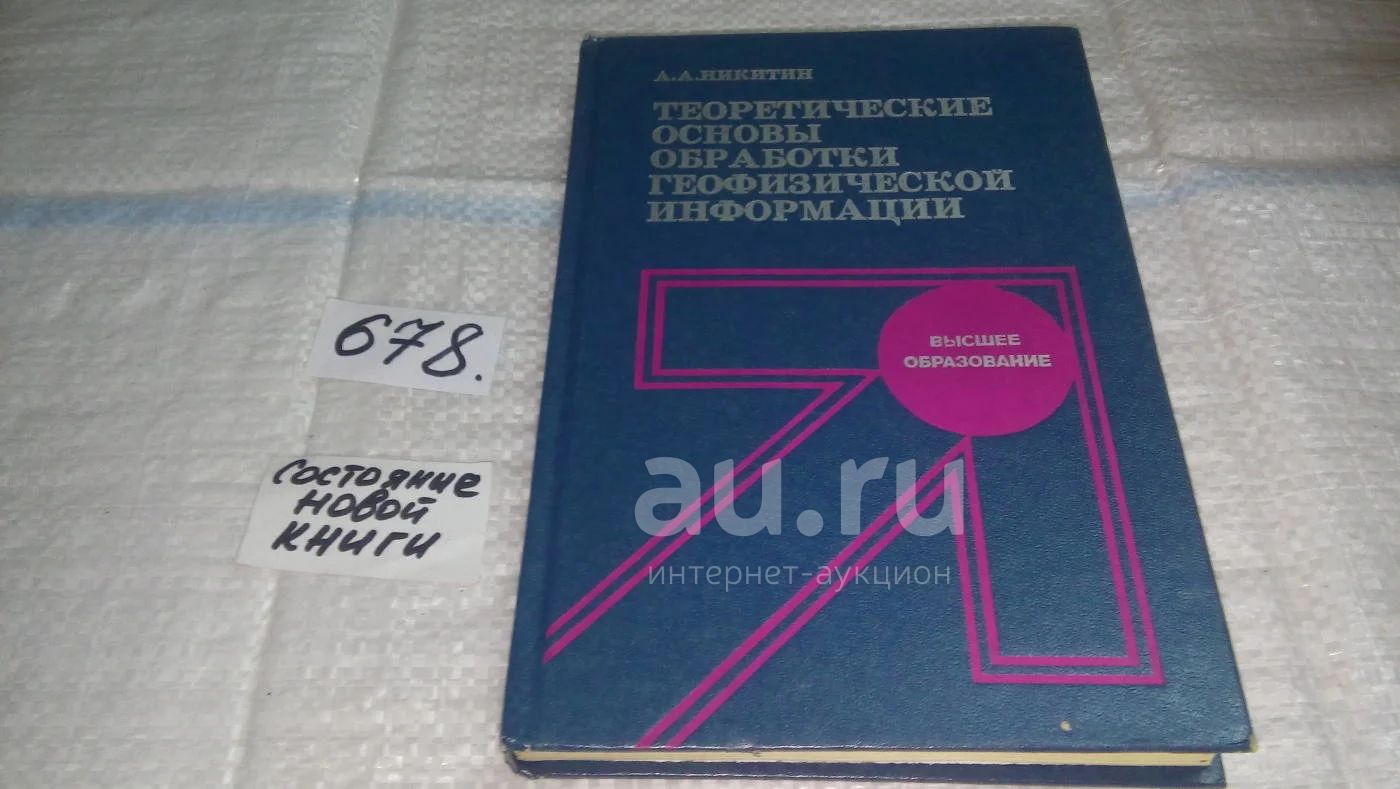 А.А.НИКИТИН
ТЕОРЕТИЧЕСКИЕ
ОСНОВЫ
ОБРАБОТКИ
ГЕОФИЗИЧЕСКОЙ
ИНФОРМАЦИИ
ВЫСШЕЕ
ОБРАЗОВАНИЕ
678.
Состояние
новой
книги
au.ru
интернет-аукцион